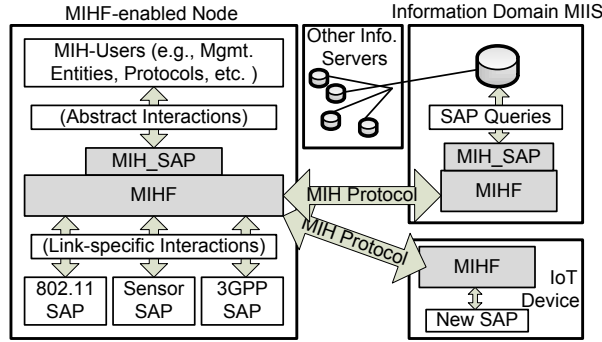 MIHF-enabled Node
MIH-Users (e.g., Mgmt.
Entities, Protocols, etc. )
(Abstract Interactions)
MIH_SAP
MIHF
(Link-specific Interactions)
802.11
SAP
Sensor
SAP
3GPP
SAP
Other Info.
Servers
Information Domain MIIS
SAP Queries
MIH_SAP
MIHF
MIH Protocol
MIH Protocol
MIHF
IoT
Device
New SAP